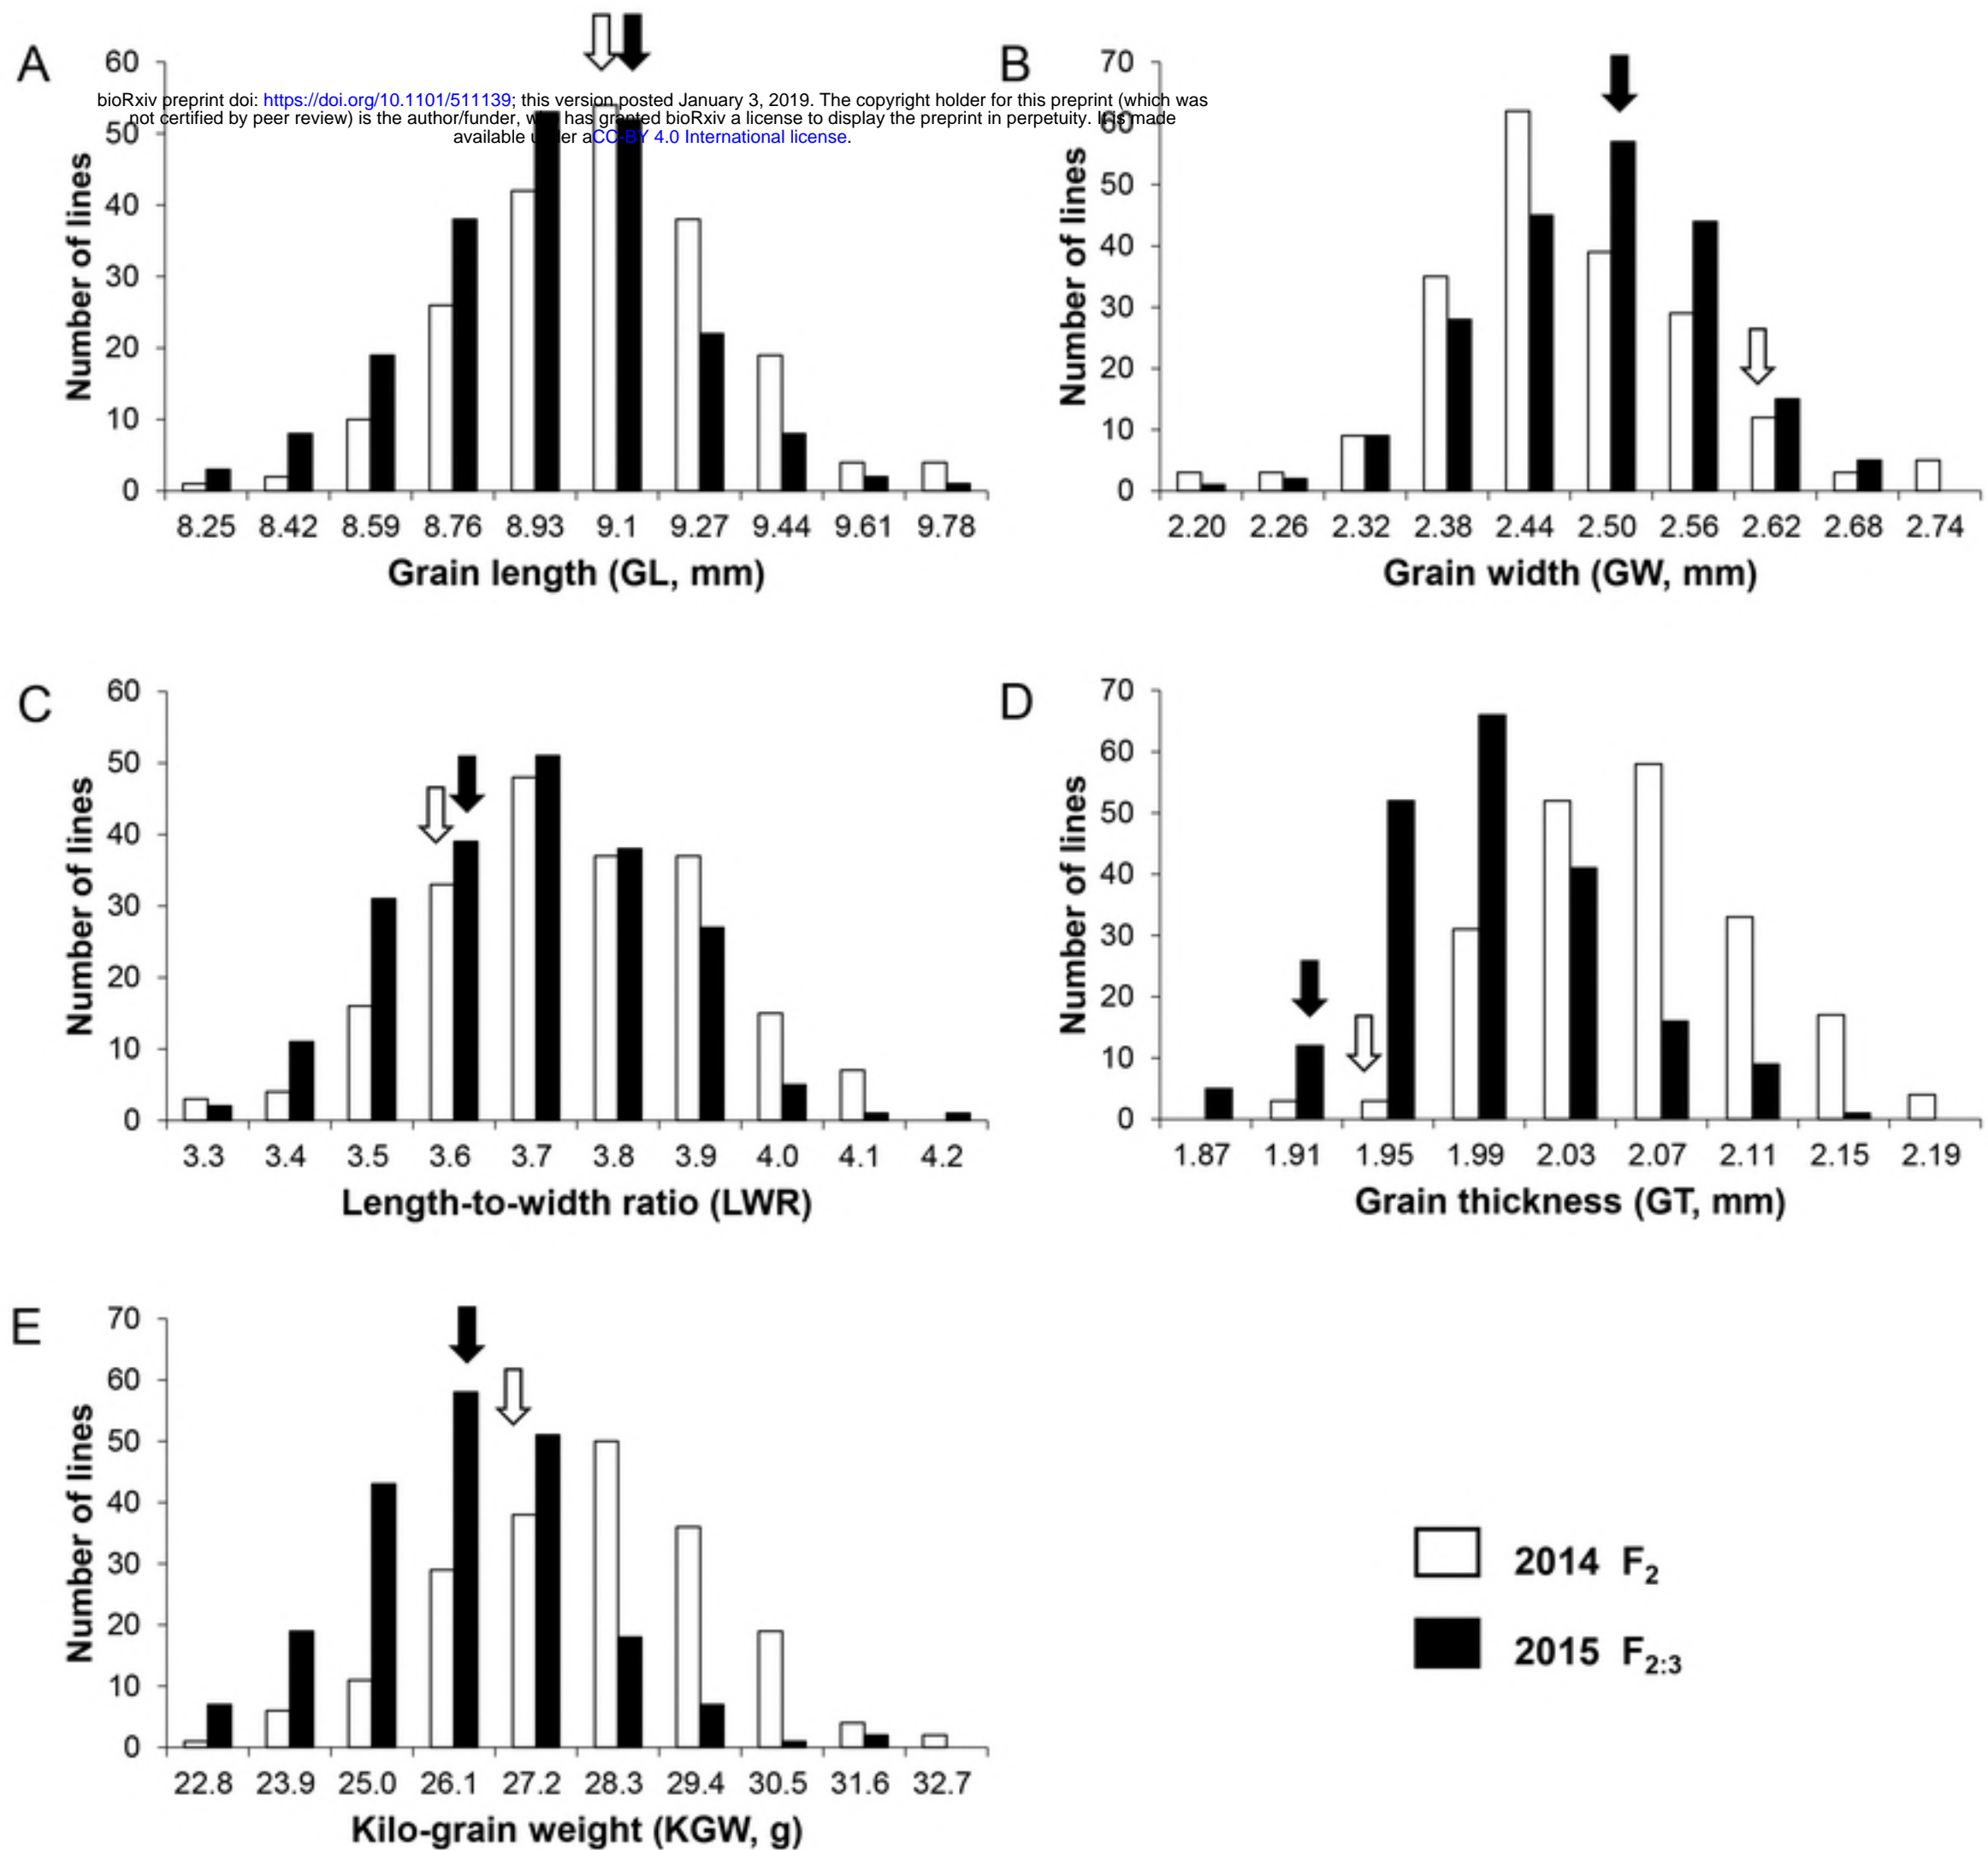 A
60
50
40
30
20
10
0
Number of lines
8.25 8.42 8.59 8.76 8.93 9.1 9.27 9.44 9.61 9.78
Grain length (GL, mm)
bioRxiv preprint doi: https://doi.org/10.1101/511139; this version posted January 3, 2019. The copyright holder for this preprint (which was
not certified by peer review) is the author/funder, who has granted bioRxiv a license to display the preprint in perpetuity. It is made
available under aCC-BY 4.0 International license.
B
70
60
50
40
30
20
10
0
Number of lines
2.20 2.26 2.32 2.38 2.44 2.50 2.56 2.62 2.68 2.74
Grain width (GW, mm)
C
60
50
40
30
20
10
0
Number of lines
3.3 3.4 3.5 3.6 3.7 3.8 3.9 4.0 4.1 4.2
Length-to-width ratio (LWR)
D
70
60
50
40
30
20
10
0
Number of lines
1.87 1.91 1.95 1.99 2.03 2.07 2.11 2.15 2.19
Grain thickness (GT, mm)
E
70
60
50
40
30
20
10
0
Number of lines
22.8 23.9 25.0 26.1 27.2 28.3 29.4 30.5 31.6 32.7
Kilo-grain weight (KGW, g)
2014 F2
2015 F2:3